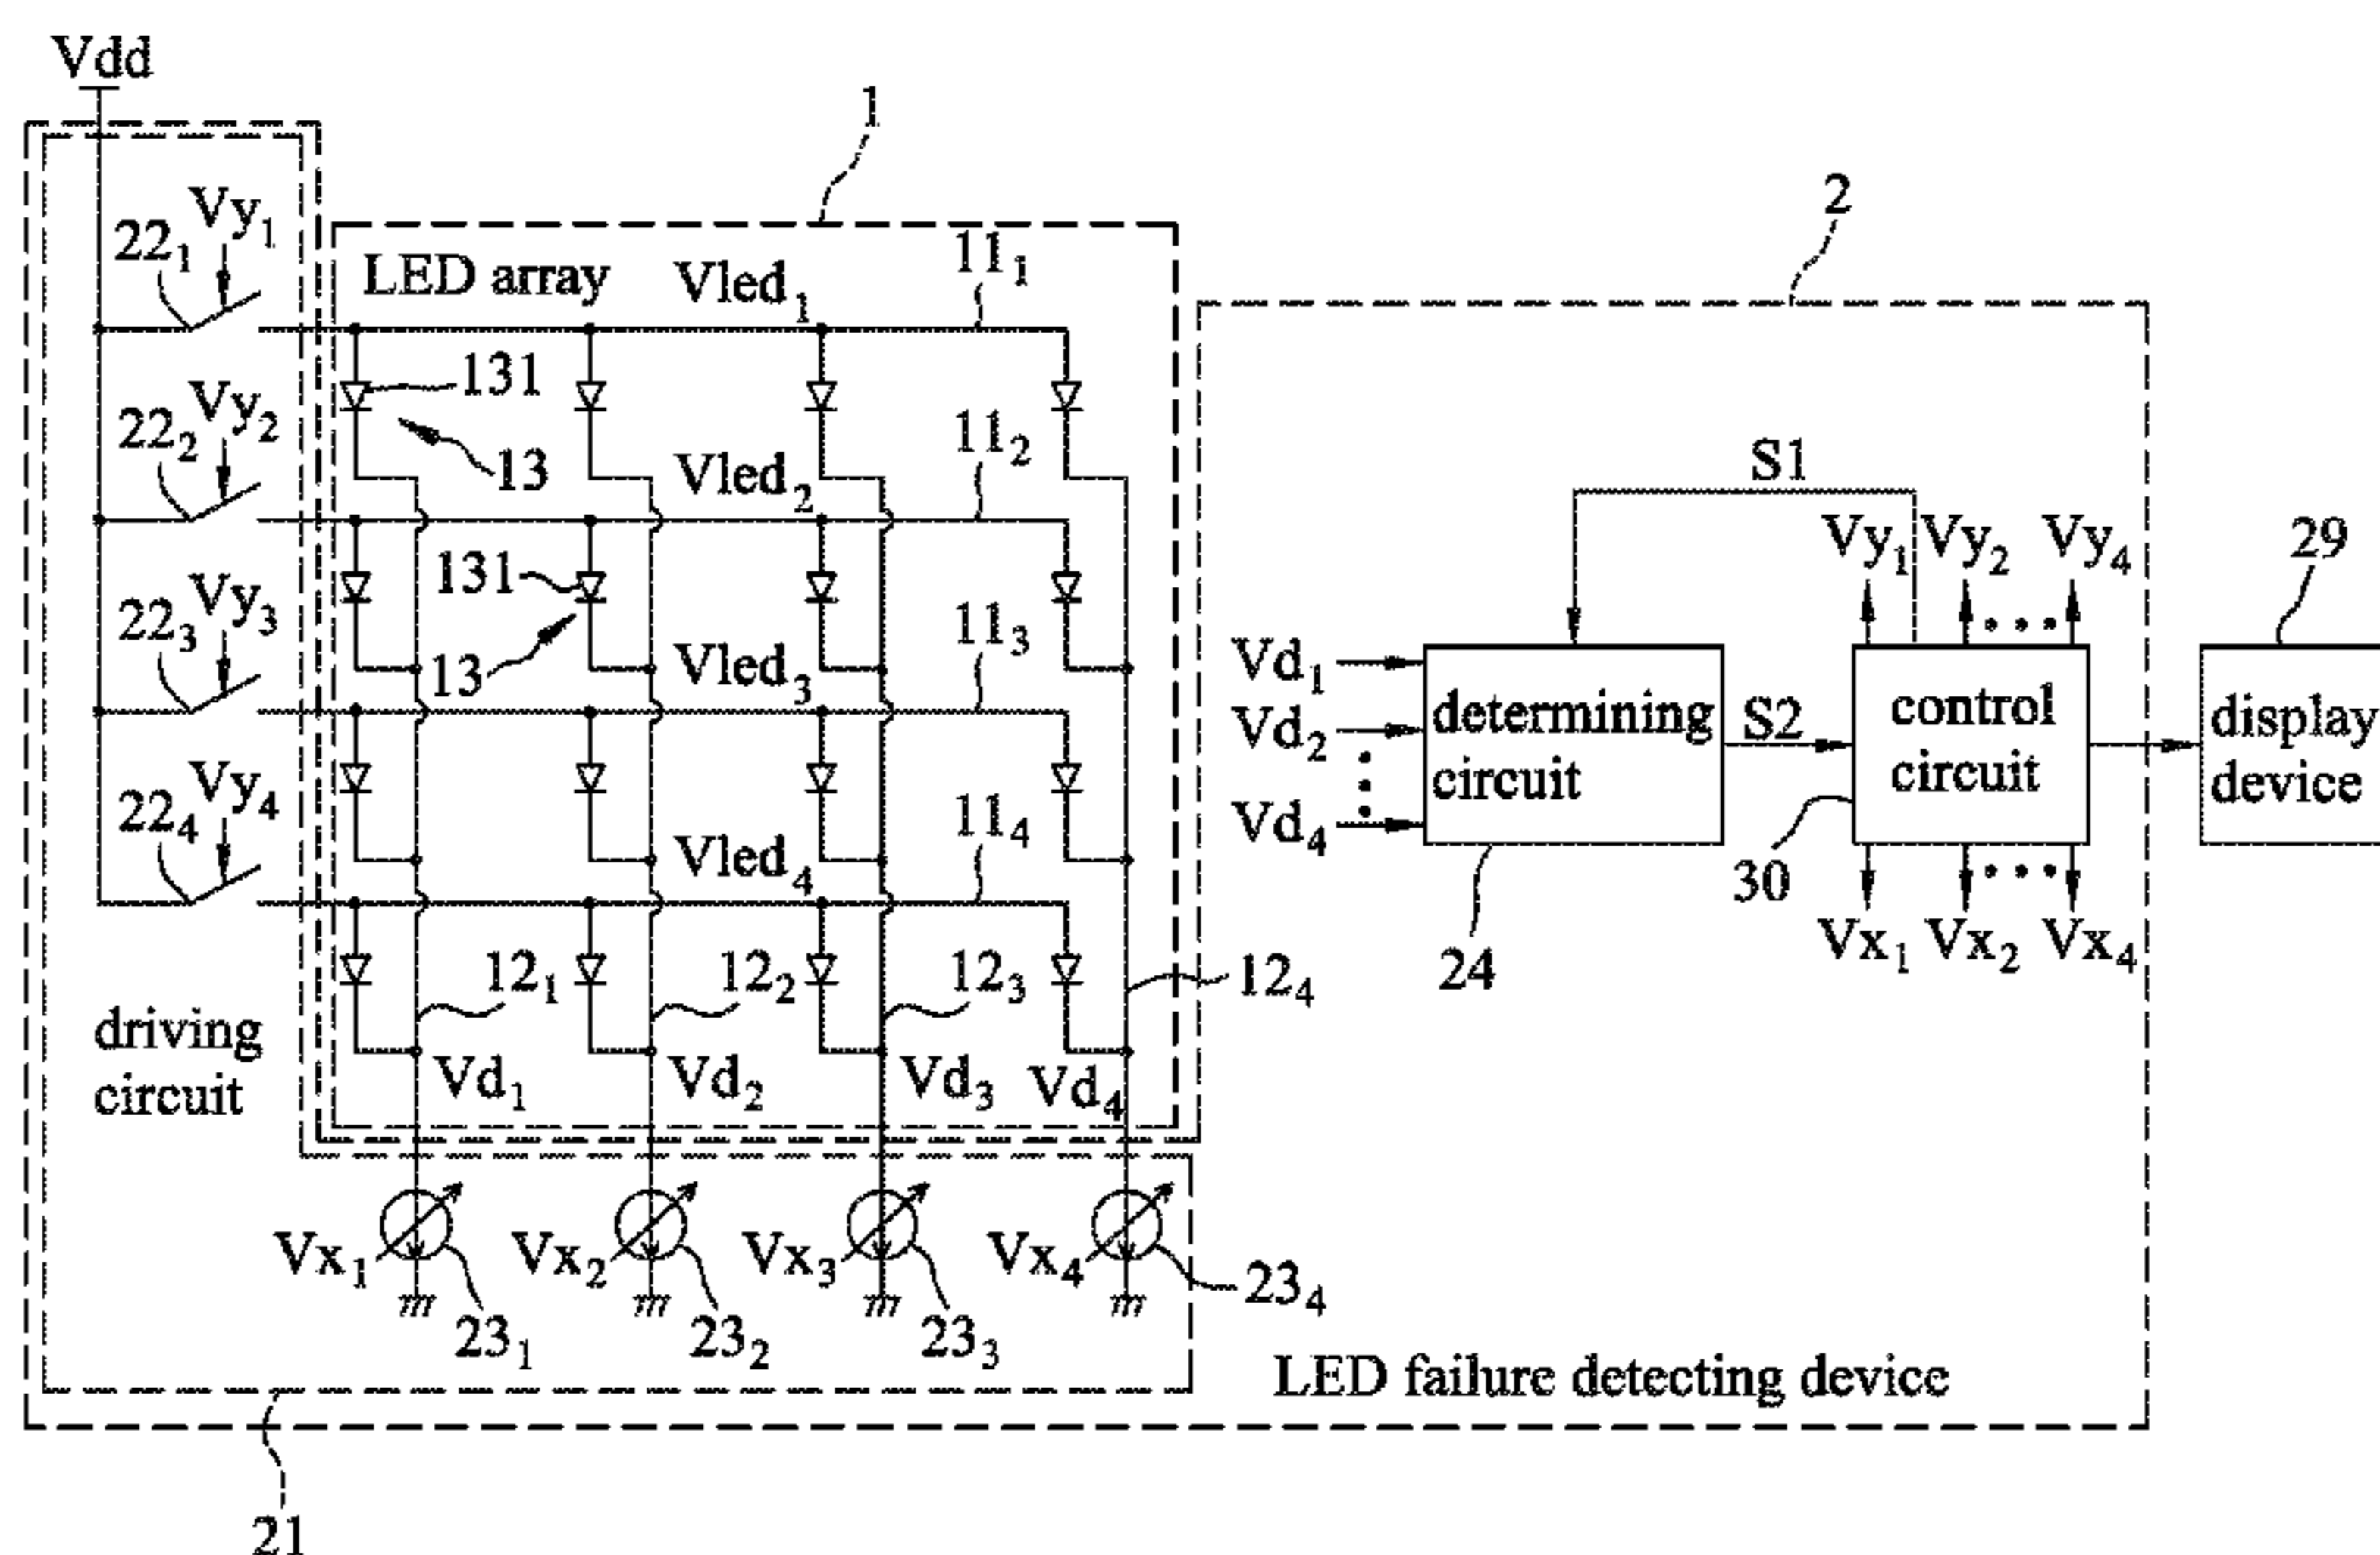 Vdd
1
2
Vy₁
22₁
LED array
Vled₁
11₁
131
13
Vy₂
22₂
Vled₂
11₂
S1
Vy₁ Vy₂ Vy₄
29
131
13
Vy₃
22₃
Vled₃
11₃
Vd₁
Vd₂
Vd₄
determining
circuit
S2
control
circuit
display
device
Vy₄
22₄
Vled₄
11₄
24
30
Vx₁ Vx₂ Vx₄
12₁
12₂
12₃
12₄
driving
circuit
Vd₁
Vd₂
Vd₃
Vd₄
Vx₁
Vx₂
Vx₃
Vx₄
23₁
23₂
23₃
23₄
LED failure detecting device
21